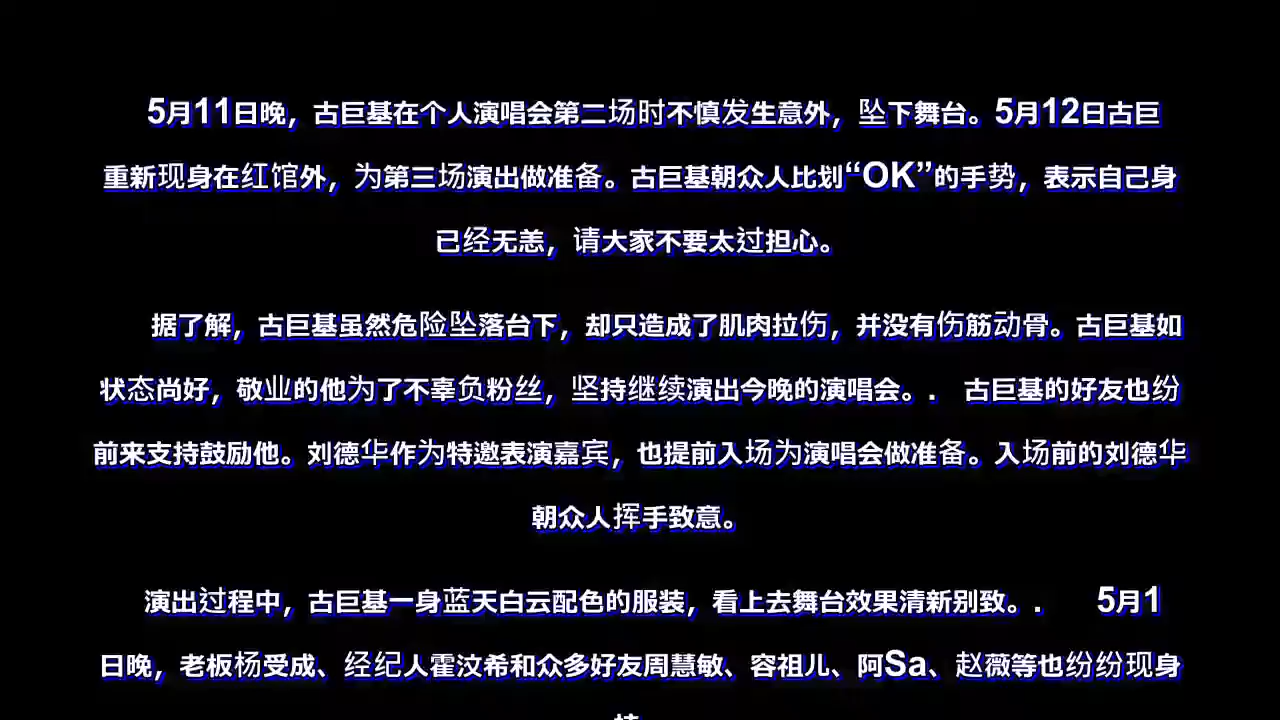 5月11日晚，古巨基在个人演唱会第二场时不慎发生意外，坠下舞台。5月12日古巨
重新现身在红馆外，为第三场演出做准备。古巨基朝众人比划“OK”的手势，表示自己身
已经无恙，请大家不要太过担心。
据了解，古巨基虽然危险坠落台下，却只造成了肌肉拉伤，并没有伤筋动骨。古巨基如
状态尚好，敬业的他为了不辜负粉丝，坚持继续演出今晚的演唱会。. 古巨基的好友也纷
前来支持鼓励他。刘德华作为特邀表演嘉宾，也提前入场为演唱会做准备。入场前的刘德华
朝众人挥手致意。
演出过程中，古巨基一身蓝天白云配色的服装，看上去舞台效果清新别致。. 5月1
日晚，老板杨受成、经纪人霍汶希和众多好友周慧敏、容祖儿、阿Sa、赵薇等也纷纷现身